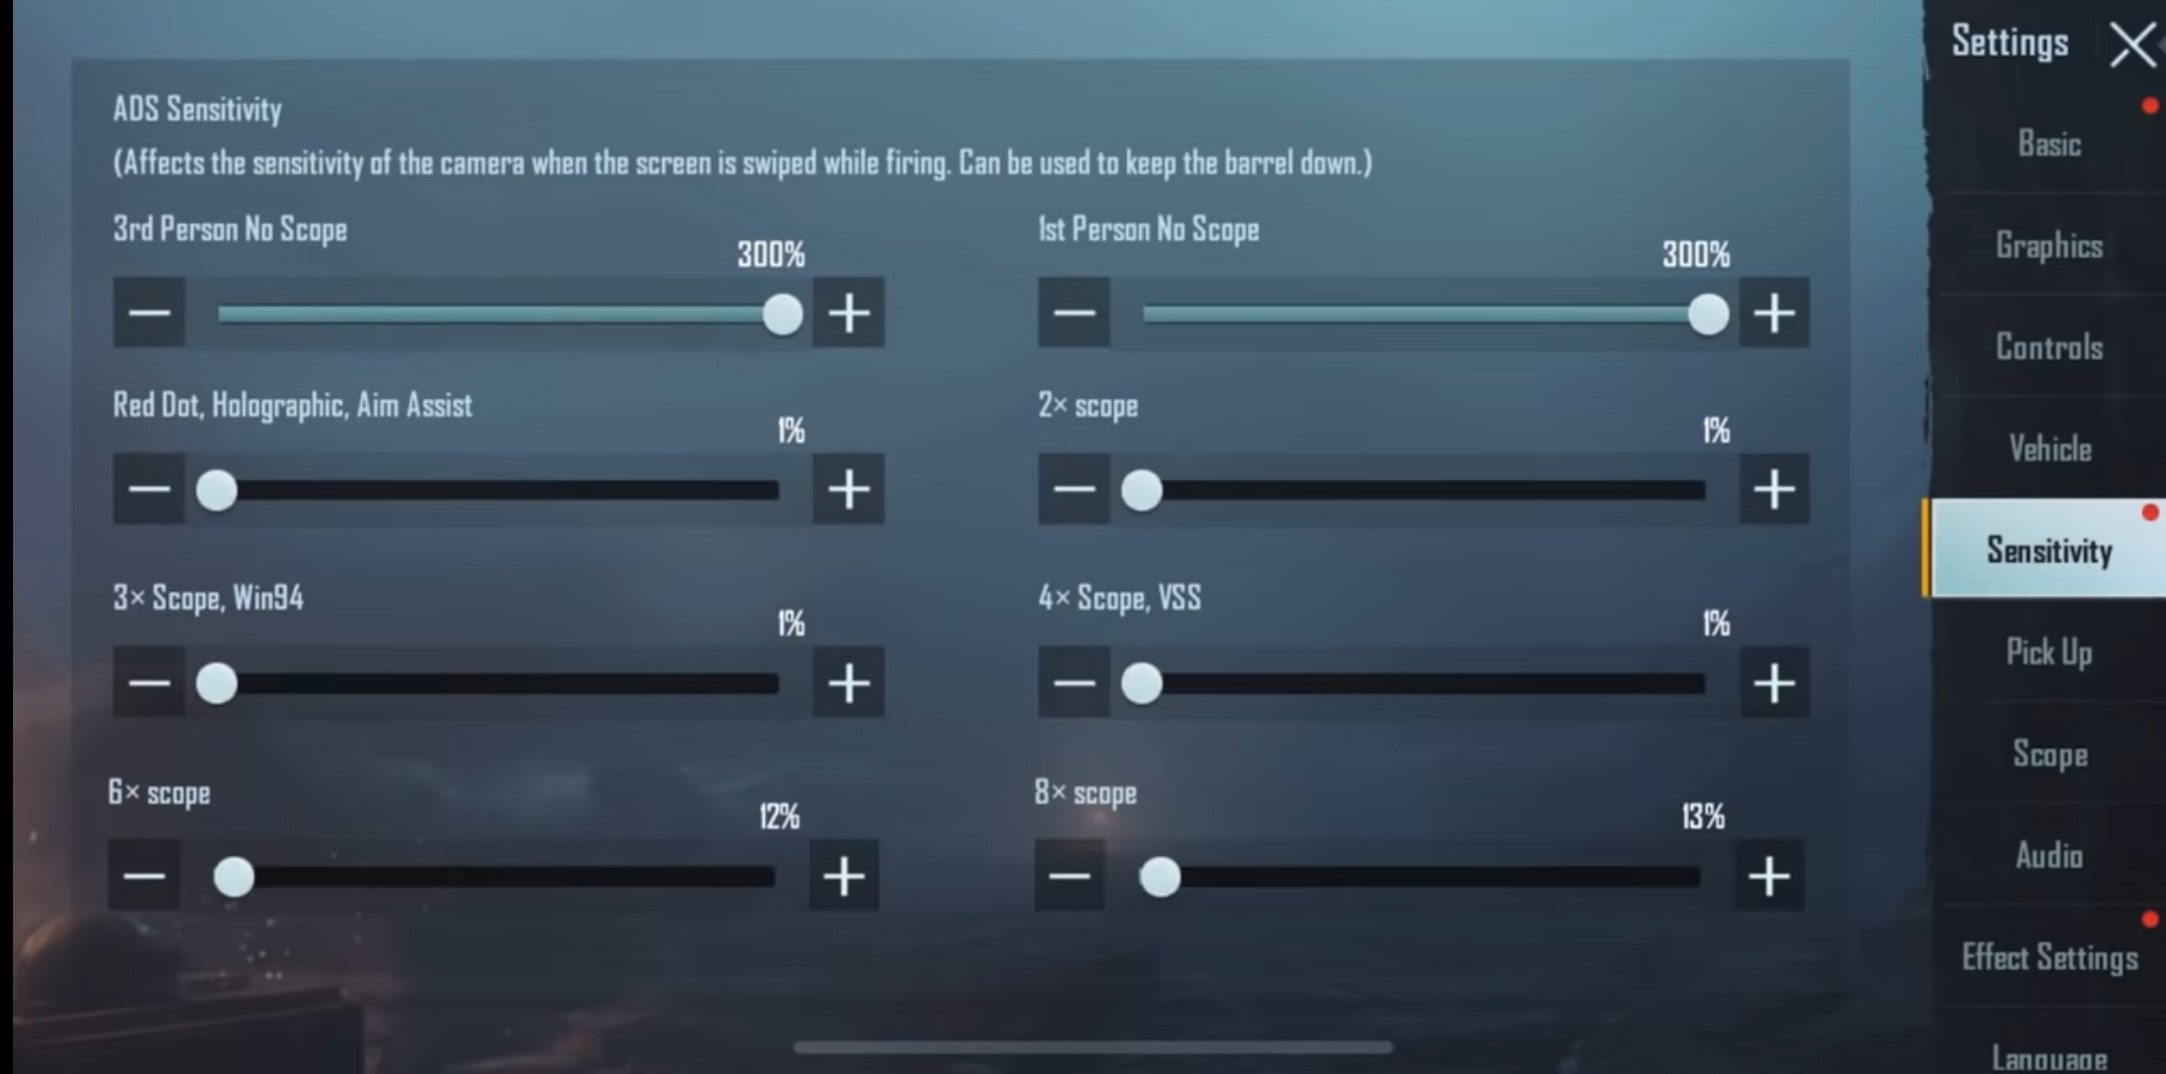 Settings
ADS Sensitivity
(Affects the sensitivity of the camera when the screen is swiped while firing. Can be used to keep the barrel down.)
3rd Person No Scope
300%
1st Person No Scope
300%
Red Dot, Holographic, Aim Assist
1%
2× scope
1%
3× Scope, Win94
1%
4× Scope, VSS
1%
6× scope
12%
8× scope
13%
Basic
Graphics
Controls
Vehicle
Sensitivity
Pick Up
Scope
Audio
Effect Settings
Language